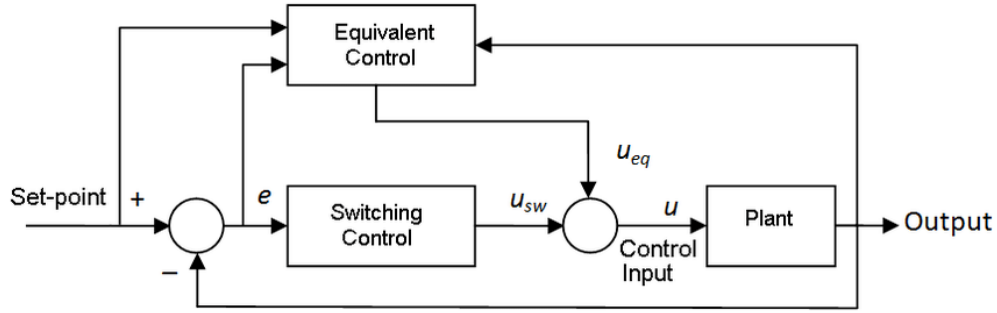 Equivalent
Control
u_eq
Set-point
+
e
Switching
Control
u_sw
u
Plant
Output
−
Control
Input